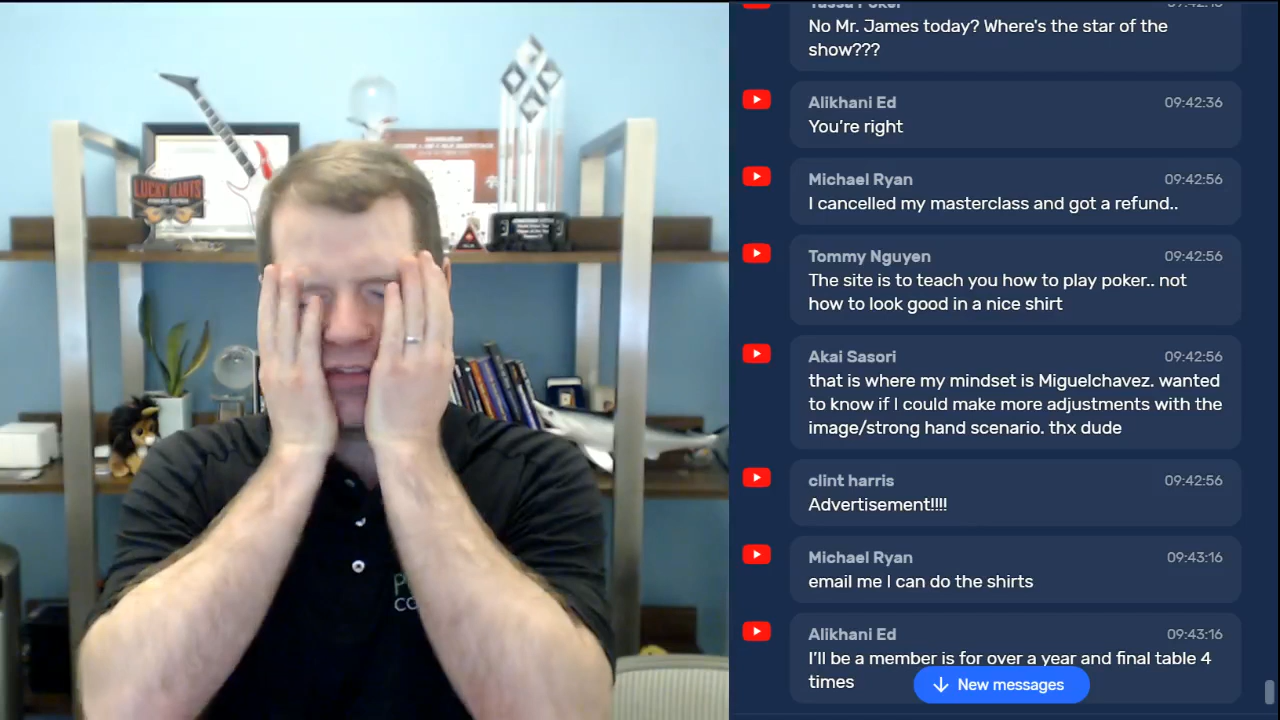 LUCKY HEARTS
No Mr. James today? Where's the star of the
show???
Alikhani Ed 09:42:36
You're right
Michael Ryan 09:42:56
I cancelled my masterclass and got a refund..
Tommy Nguyen 09:42:56
The site is to teach you how to play poker.. not
how to look good in a nice shirt
Akai Sasori 09:42:56
that is where my mindset is Miguelchavez. wanted
to know if I could make more adjustments with the
image/strong hand scenario. thx dude
clint harris 09:42:56
Advertisement!!!!
Michael Ryan 09:43:16
email me I can do the shirts
Alikhani Ed 09:43:16
I'll be a member is for over a year and final table 4
times
New messages